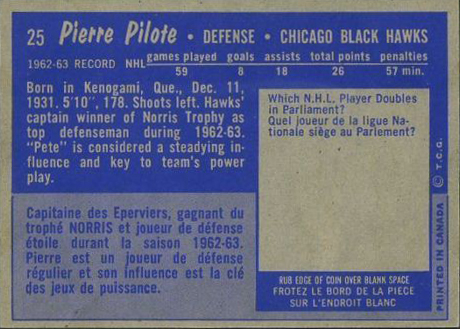 25 Pierre Pilote • DEFENSE • CHICAGO BLACK HAWKS
1962-63 RECORD NHL games played goals assists total points penalties
59 8 18 26 57 min.
Born in Kenogami, Que., Dec. 11,
1931. 5'10", 178. Shoots left. Hawks'
captain winner of Norris Trophy as
top defenseman during 1962-63.
"Pete" is considered a steadying in-
fluence and key to team's power
play.
Capitaine des Eperviers, gagnant du
trophé NORRIS et joueur de défense
étoile durant la saison 1962-63.
Pierre est un joueur de défense
régulier et son influence est la clé
des jeux de puissance.
Which N.H.L. Player Doubles
in Parliament?
Quel joueur de la ligue Na-
tionale siège au Parlement?
RUB EDGE OF COIN OVER BLANK SPACE
FROTEZ LE BORD DE LA PIECE
SUR L'ENDROIT BLANC
PRINTED IN CANADA © T.C.G.